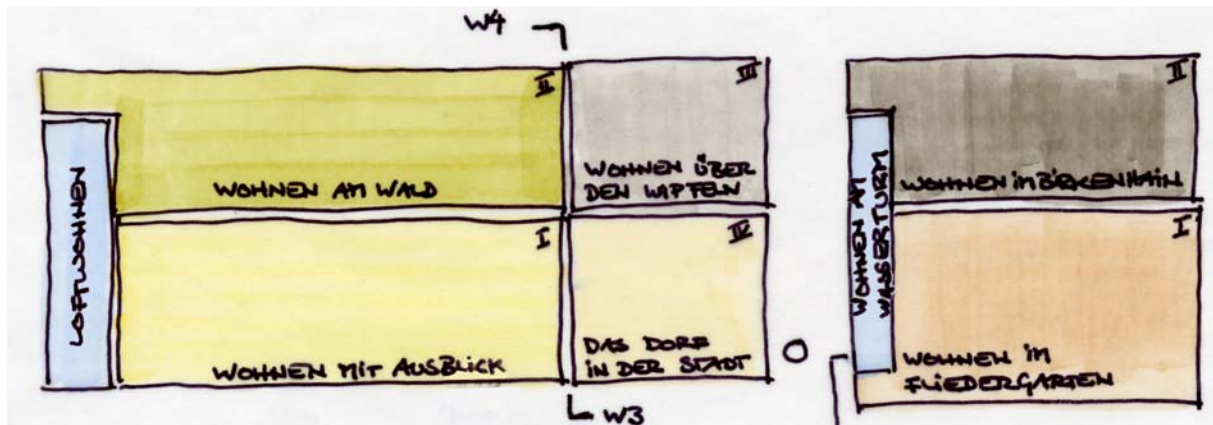 W4
II
III
II
WOHNEN AM WALD
WOHNEN ÜBER
DEN WIPFELN
WOHNEN IM BIRKENHAIN
LOFTWOHNEN
I
IV
WOHNEN AM
WASSERTURM
I
WOHNEN MIT AUSBLICK
DAS DORF
IN DER STADT
WOHNEN IM
FLIEDERGARTEN
W3